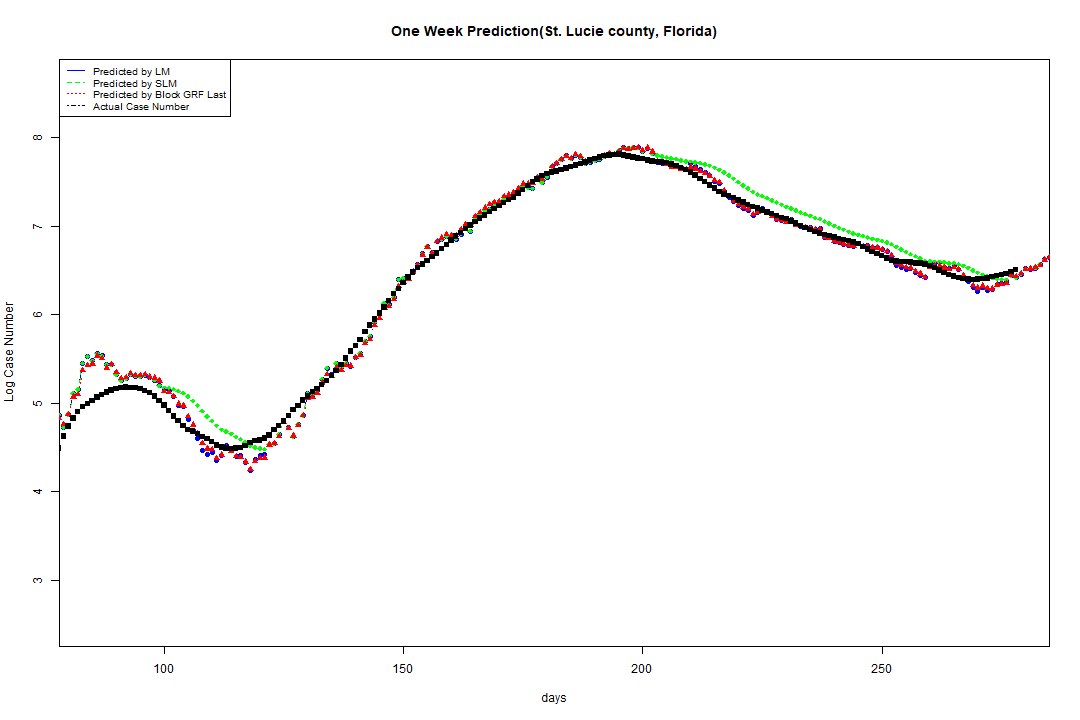 One Week Prediction(St. Lucie county, Florida)
Predicted by LM
Predicted by SLM
Predicted by Block GRF Last
Actual Case Number
8
7
6
5
4
3
Log Case Number
100
150
200
250
days